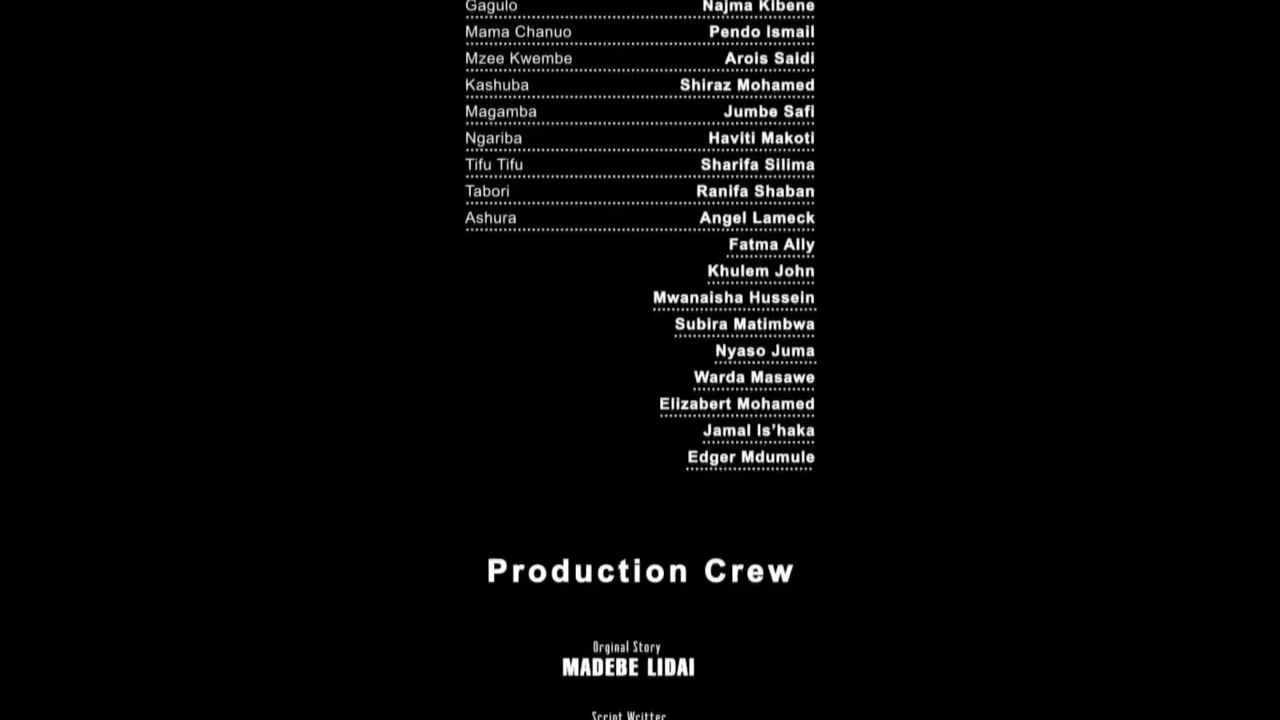 Gagulo Najma Kibene
Mama Chanuo Pendo Ismail
Mzee Kwembe Arois Saidi
Kashuba Shiraz Mohamed
Magamba Jumbe Safi
Ngariba Haviti Makoti
Tifu Tifu Sharifa Silima
Tabori Ranifa Shaban
Ashura Angel Lameck
Fatma Ally
Khulem John
Mwanaisha Hussein
Subira Matimbwa
Nyaso Juma
Warda Masawe
Elizabert Mohamed
Jamal Is’haka
Edger Mdumule
Production Crew
Orginal Story
MADEBE LIDAI
Script Writter